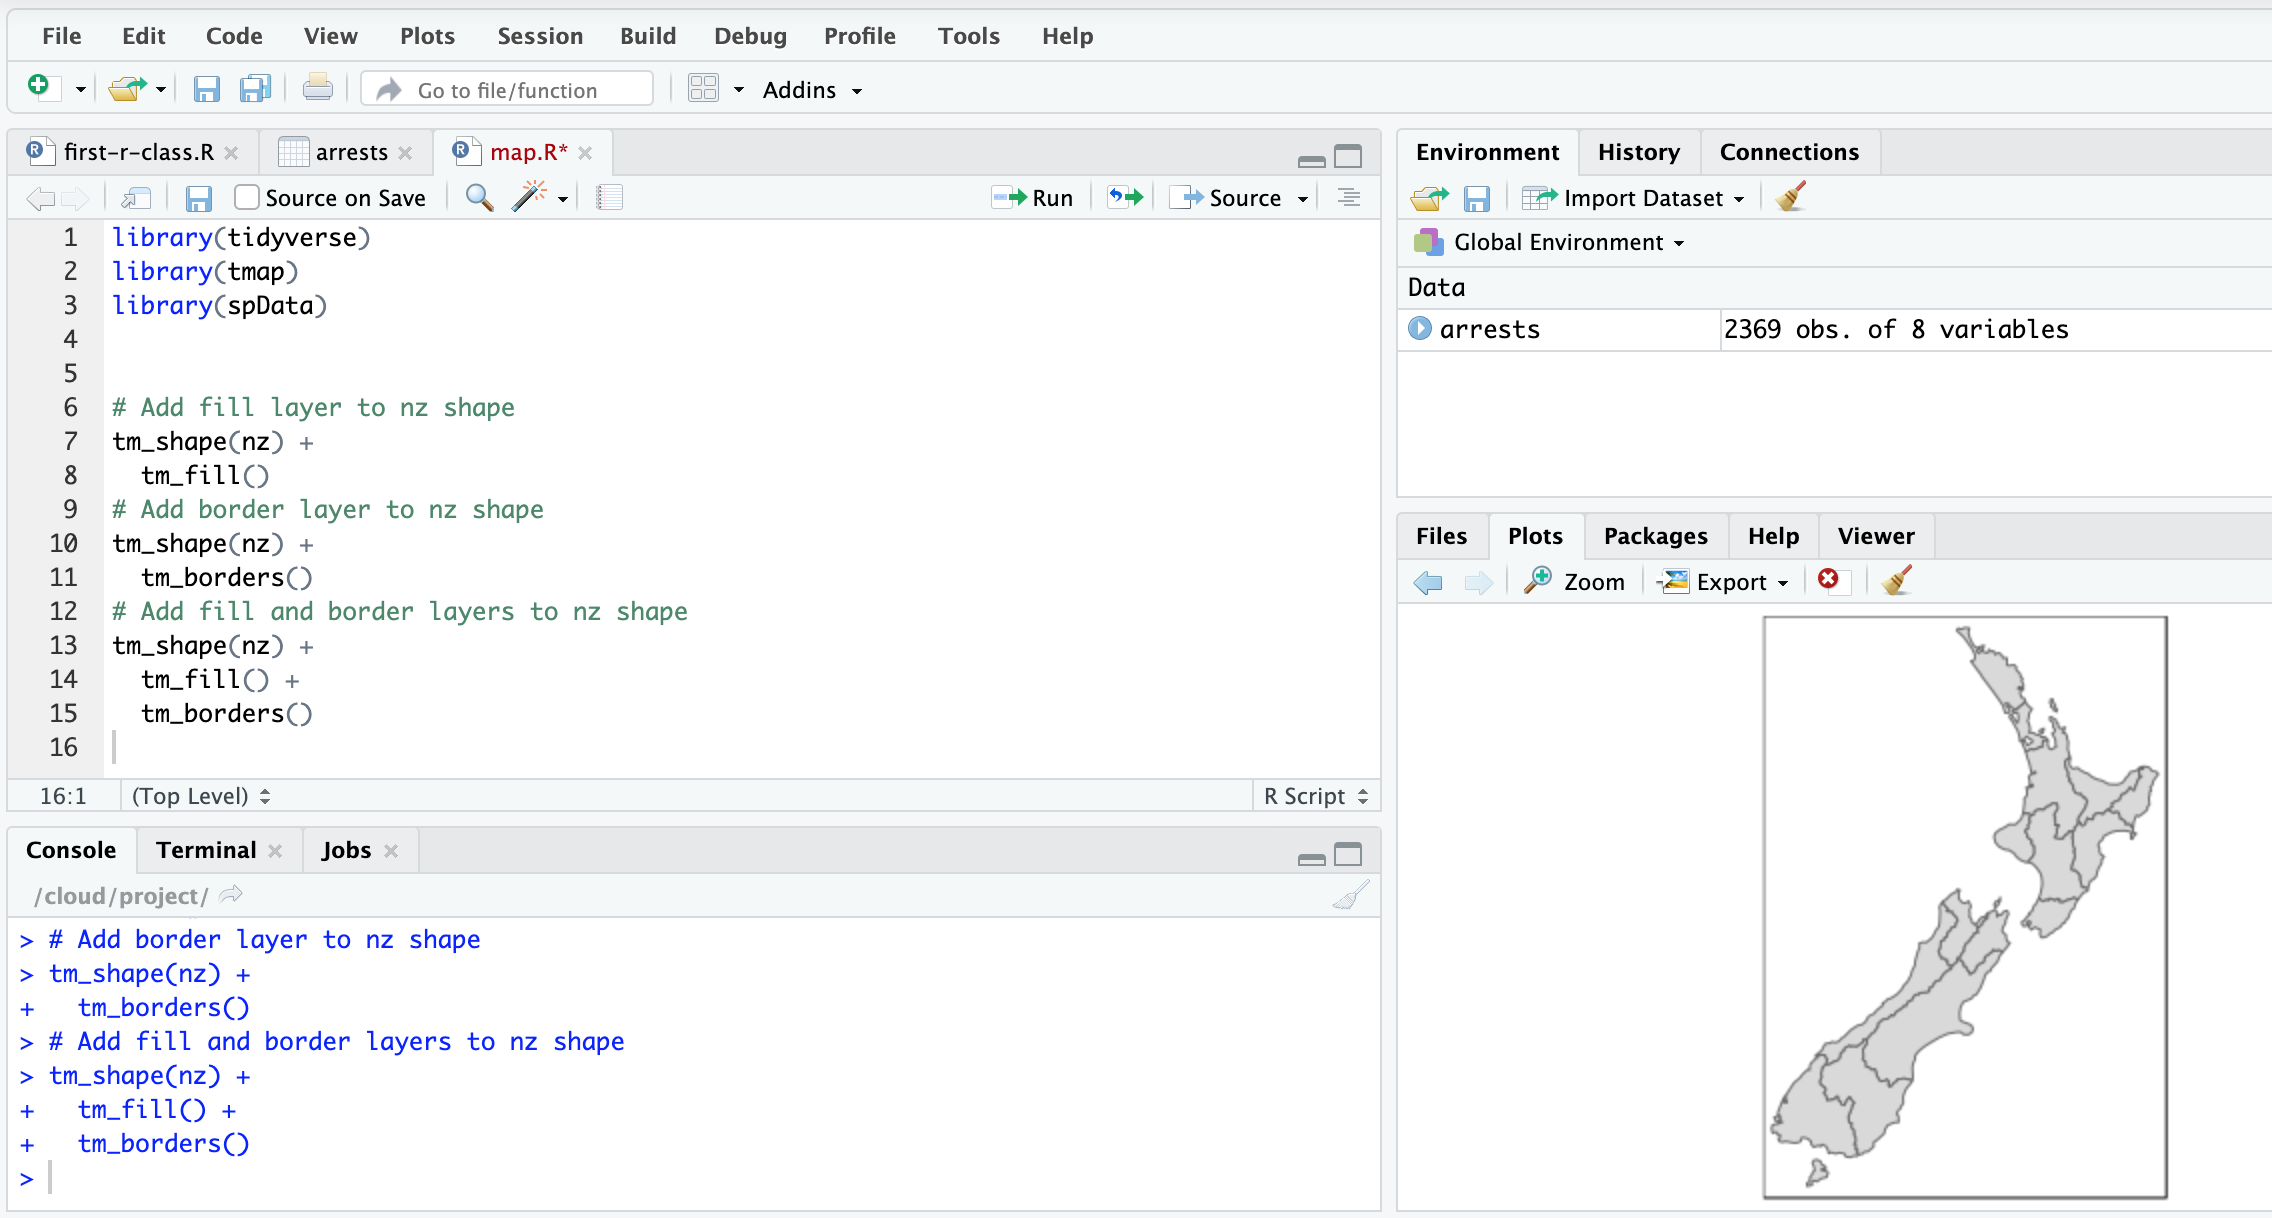 File Edit Code View Plots Session Build Debug Profile Tools Help
Go to file/function Addins
first-r-class.R arrests map.R*
Source on Save Run Source
1 library(tidyverse)
2 library(tmap)
3 library(spData)
4
5
6 # Add fill layer to nz shape
7 tm_shape(nz) +
8   tm_fill()
9 # Add border layer to nz shape
10 tm_shape(nz) +
11   tm_borders()
12 # Add fill and border layers to nz shape
13 tm_shape(nz) +
14   tm_fill() +
15   tm_borders()
16
16:1 (Top Level) R Script
Console Terminal Jobs
/cloud/project/
> # Add border layer to nz shape
> tm_shape(nz) +
+   tm_borders()
> # Add fill and border layers to nz shape
> tm_shape(nz) +
+   tm_fill() +
+   tm_borders()
>
Environment History Connections
Import Dataset
Global Environment
Data
arrests 2369 obs. of 8 variables
Files Plots Packages Help Viewer
Zoom Export